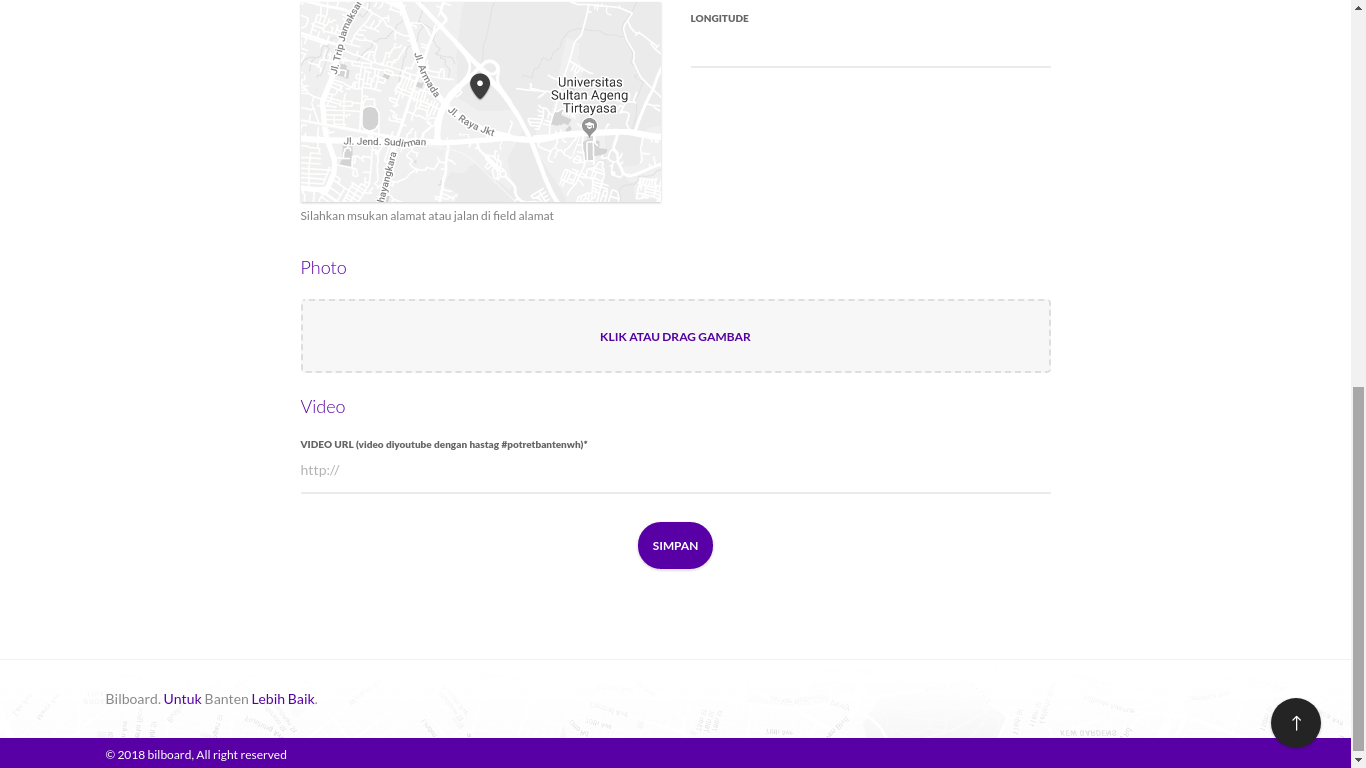 LONGITUDE
Jl. Trip Jamaksar
Jl. Armada
Universitas
Sultan Ageng
Tirtayasa
Jl. Raya Jkt
Jl. Jend. Sudirman
hayangkara
Silahkan msukan alamat atau jalan di field alamat
Photo
KLIK ATAU DRAG GAMBAR
Video
VIDEO URL (video diyoutube dengan hastag #potretbantenwh)*
http://
SIMPAN
Bilboard. Untuk Banten Lebih Baik.
© 2018 bilboard, All right reserved